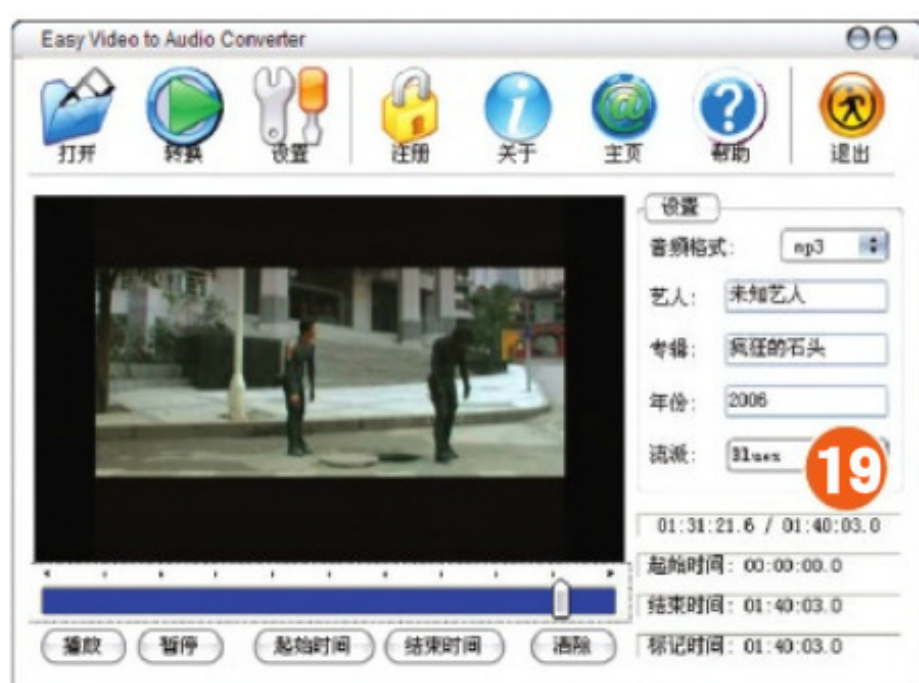 Easy Video to Audio Converter
打开 转换 设置 注册 关于 主页 帮助 退出
设置
音频格式: mp3
艺人: 未知艺人
专辑: 疯狂的石头
年份: 2006
流派: Blues
19
01:31:21.6 / 01:40:03.0
起始时间: 00:00:00.0
结束时间: 01:40:03.0
标记时间: 01:40:03.0
播放 暂停 起始时间 结束时间 清除